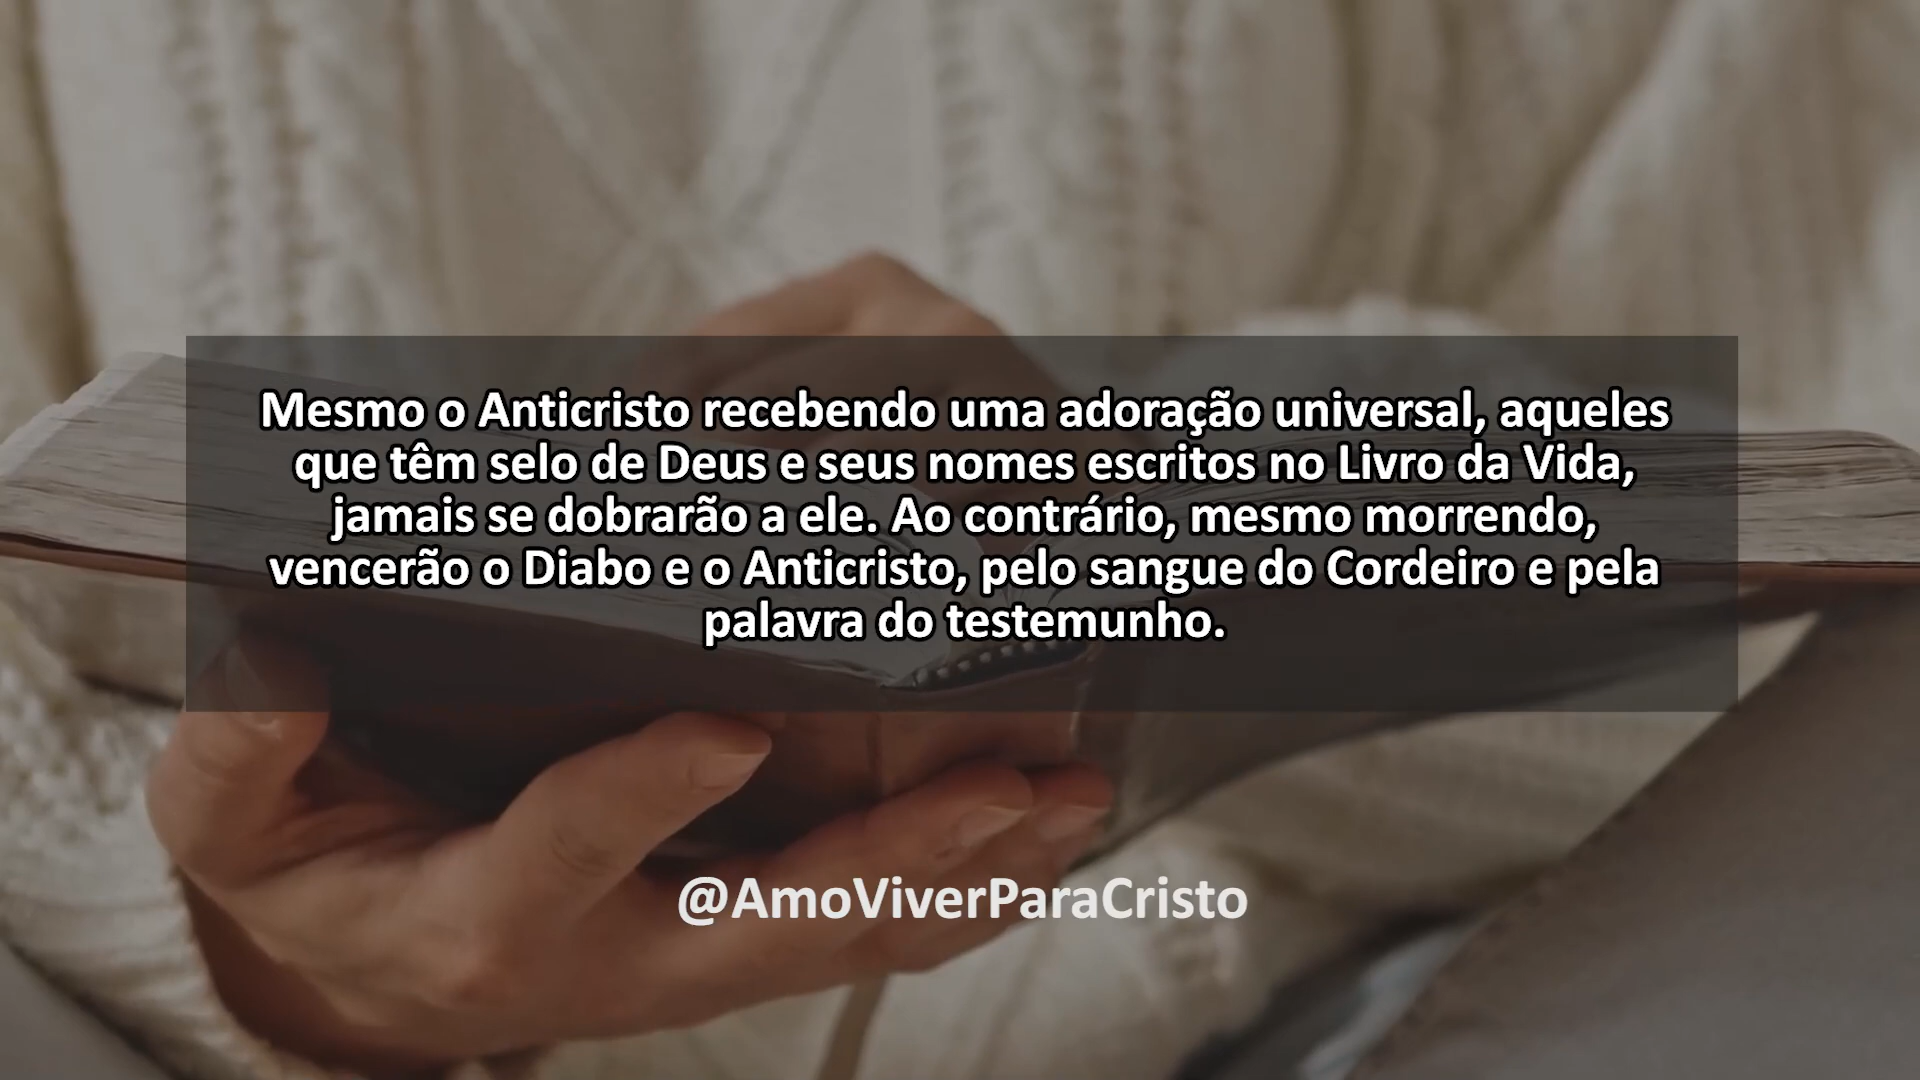 Mesmo o Anticristo recebendo uma adoração universal, aqueles
que têm selo de Deus e seus nomes escritos no Livro da Vida,
jamais se dobrarão a ele. Ao contrário, mesmo morrendo,
vencerão o Diabo e o Anticristo, pelo sangue do Cordeiro e pela
palavra do testemunho.
@AmoViverParaCristo